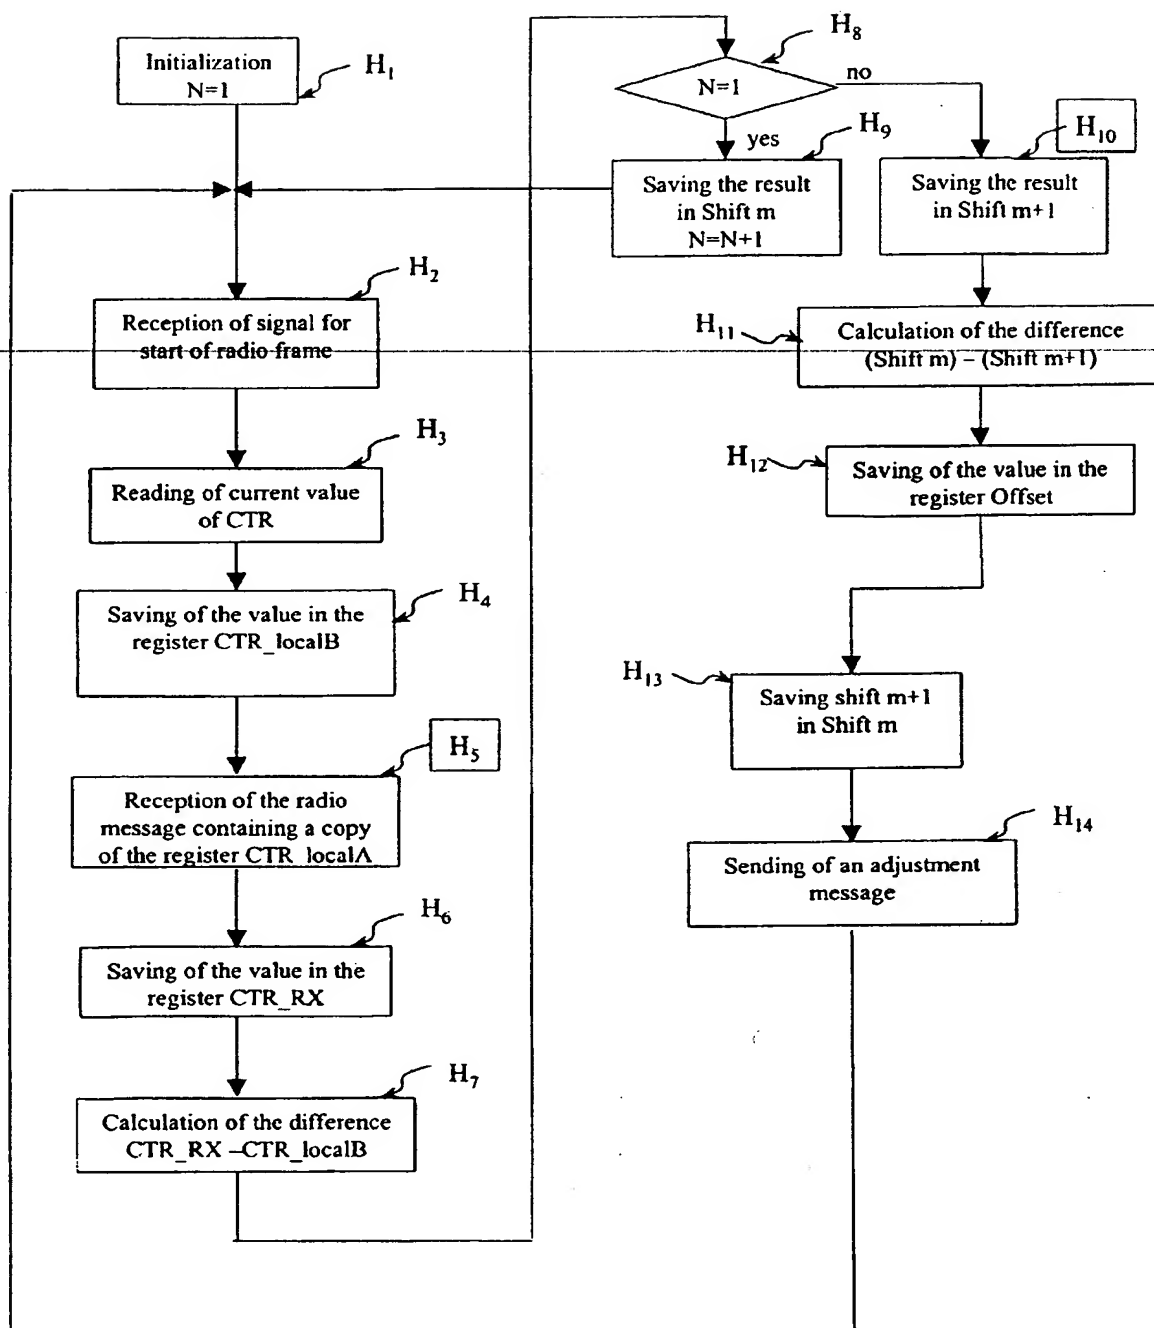 Initialization
N=1
H1
Reception of signal for
start of radio frame
H2
Reading of current value
of CTR
H3
Saving of the value in the
register CTR_localB
H4
Reception of the radio
message containing a copy
of the register CTR_localA
H5
Saving of the value in the
register CTR_RX
H6
Calculation of the difference
CTR_RX –CTR_localB
H7
N=1
H8
no
yes
Saving the result
in Shift m
N=N+1
H9
Saving the result
in Shift m+1
H10
Calculation of the difference
(Shift m) – (Shift m+1)
H11
Saving of the value in the
register Offset
H12
Saving shift m+1
in Shift m
H13
Sending of an adjustment
message
H14